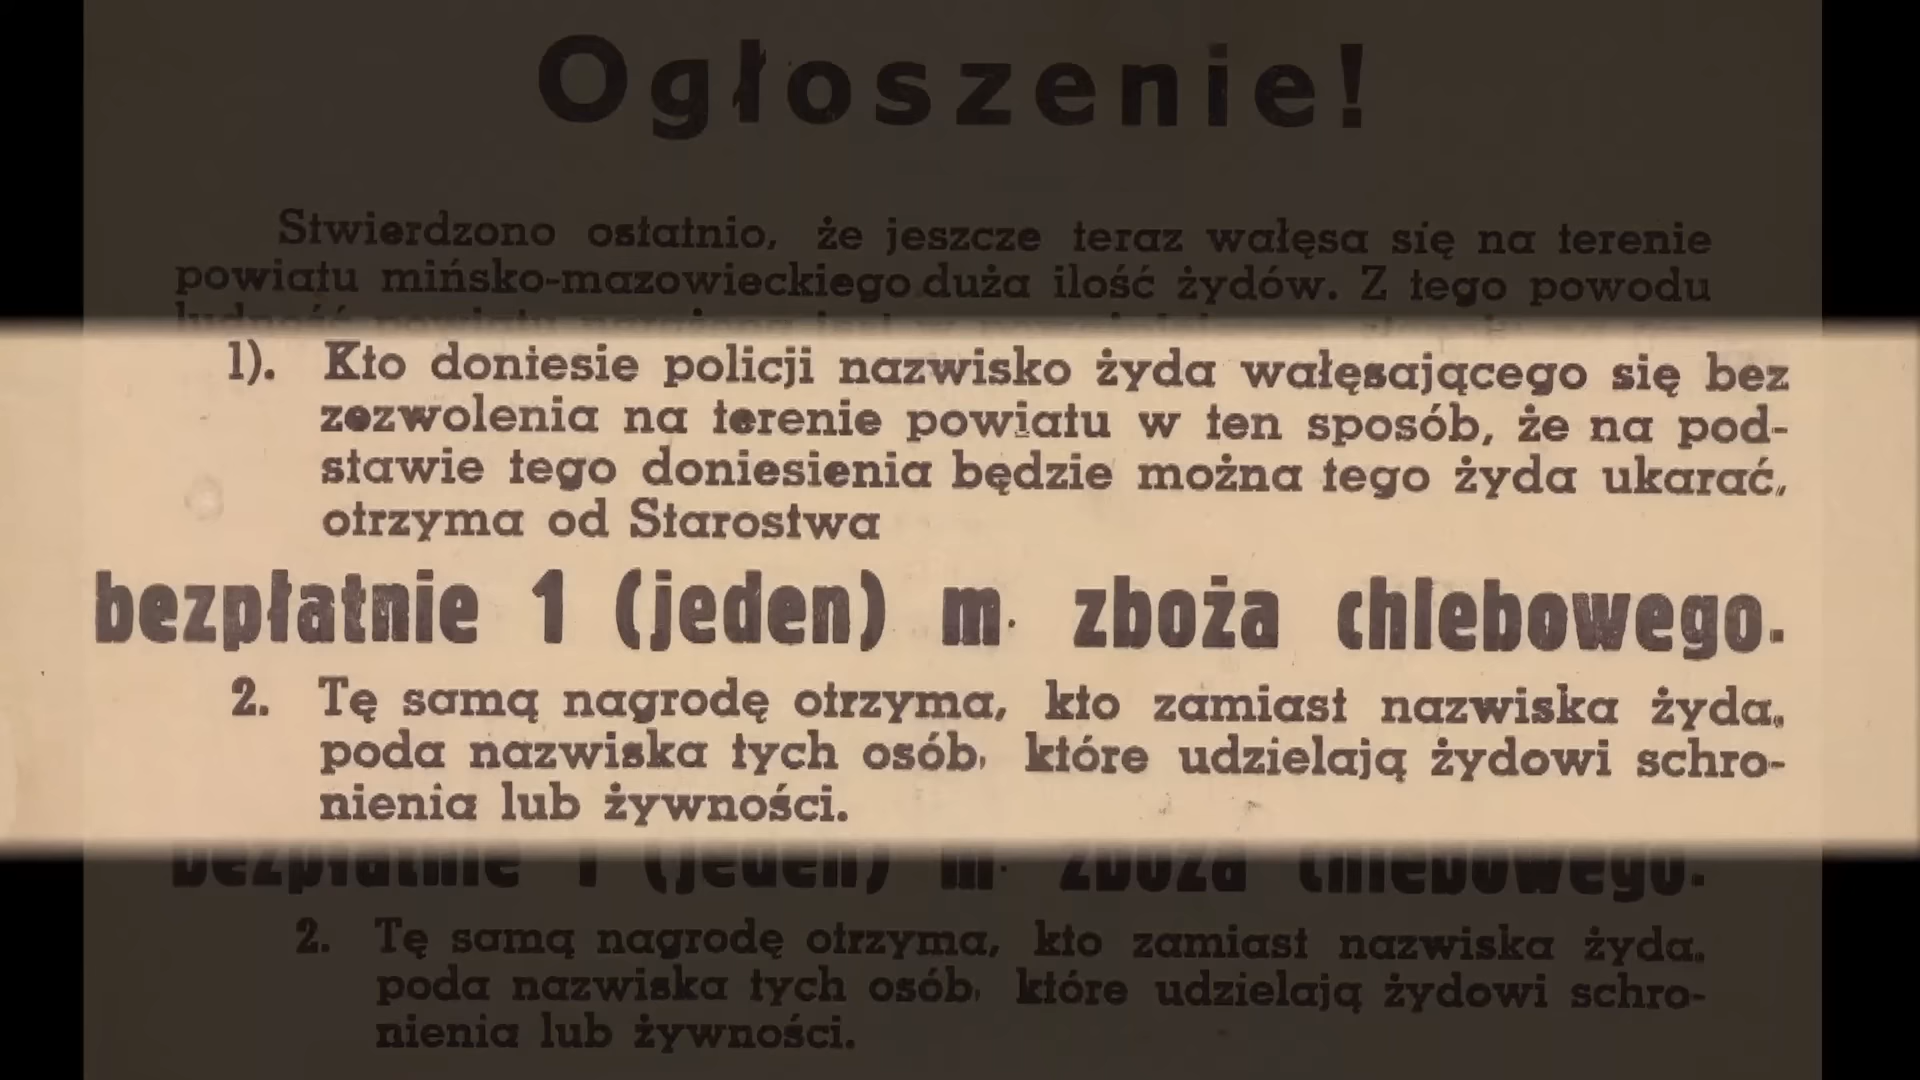 Ogłoszenie!
Stwierdzono ostatnio, że jeszcze teraz wałęsa się na terenie
powiatu mińsko-mazowieckiego duża ilość żydów. Z tego powodu
1). Kto doniesie policji nazwisko żyda wałęsającego się bez
zezwolenia na terenie powiatu w ten sposób, że na pod-
stawie tego doniesienia będzie można tego żyda ukarać,
otrzyma od Starostwa
bezpłatnie 1 (jeden) m. zboża chlebowego.
2. Tę samą nagrodę otrzyma, kto zamiast nazwiska żyda,
poda nazwiska tych osób, które udzielają żydowi schro-
nienia lub żywności.
bezpłatnie 1 (jeden) m. zboża chlebowego.
2. Tę samą nagrodę otrzyma, kto zamiast nazwiska żyda,
poda nazwiska tych osób, które udzielają żydowi schro-
nienia lub żywności.